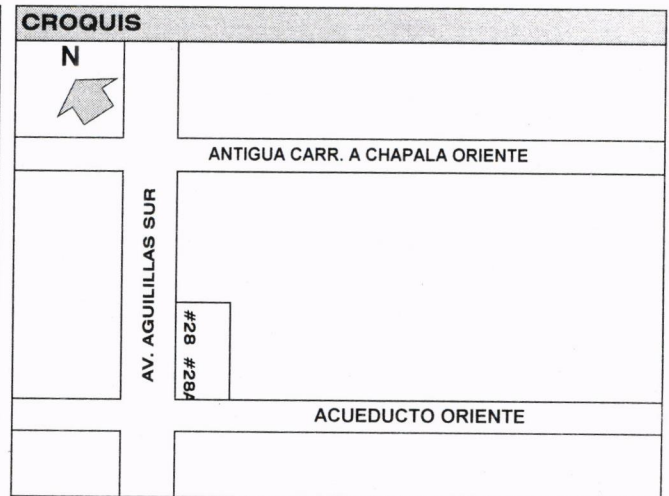 CROQUIS
N
ANTIGUA CARR. A CHAPALA ORIENTE
AV. AGUILILLAS SUR
#28 #28A
ACUEDUCTO ORIENTE